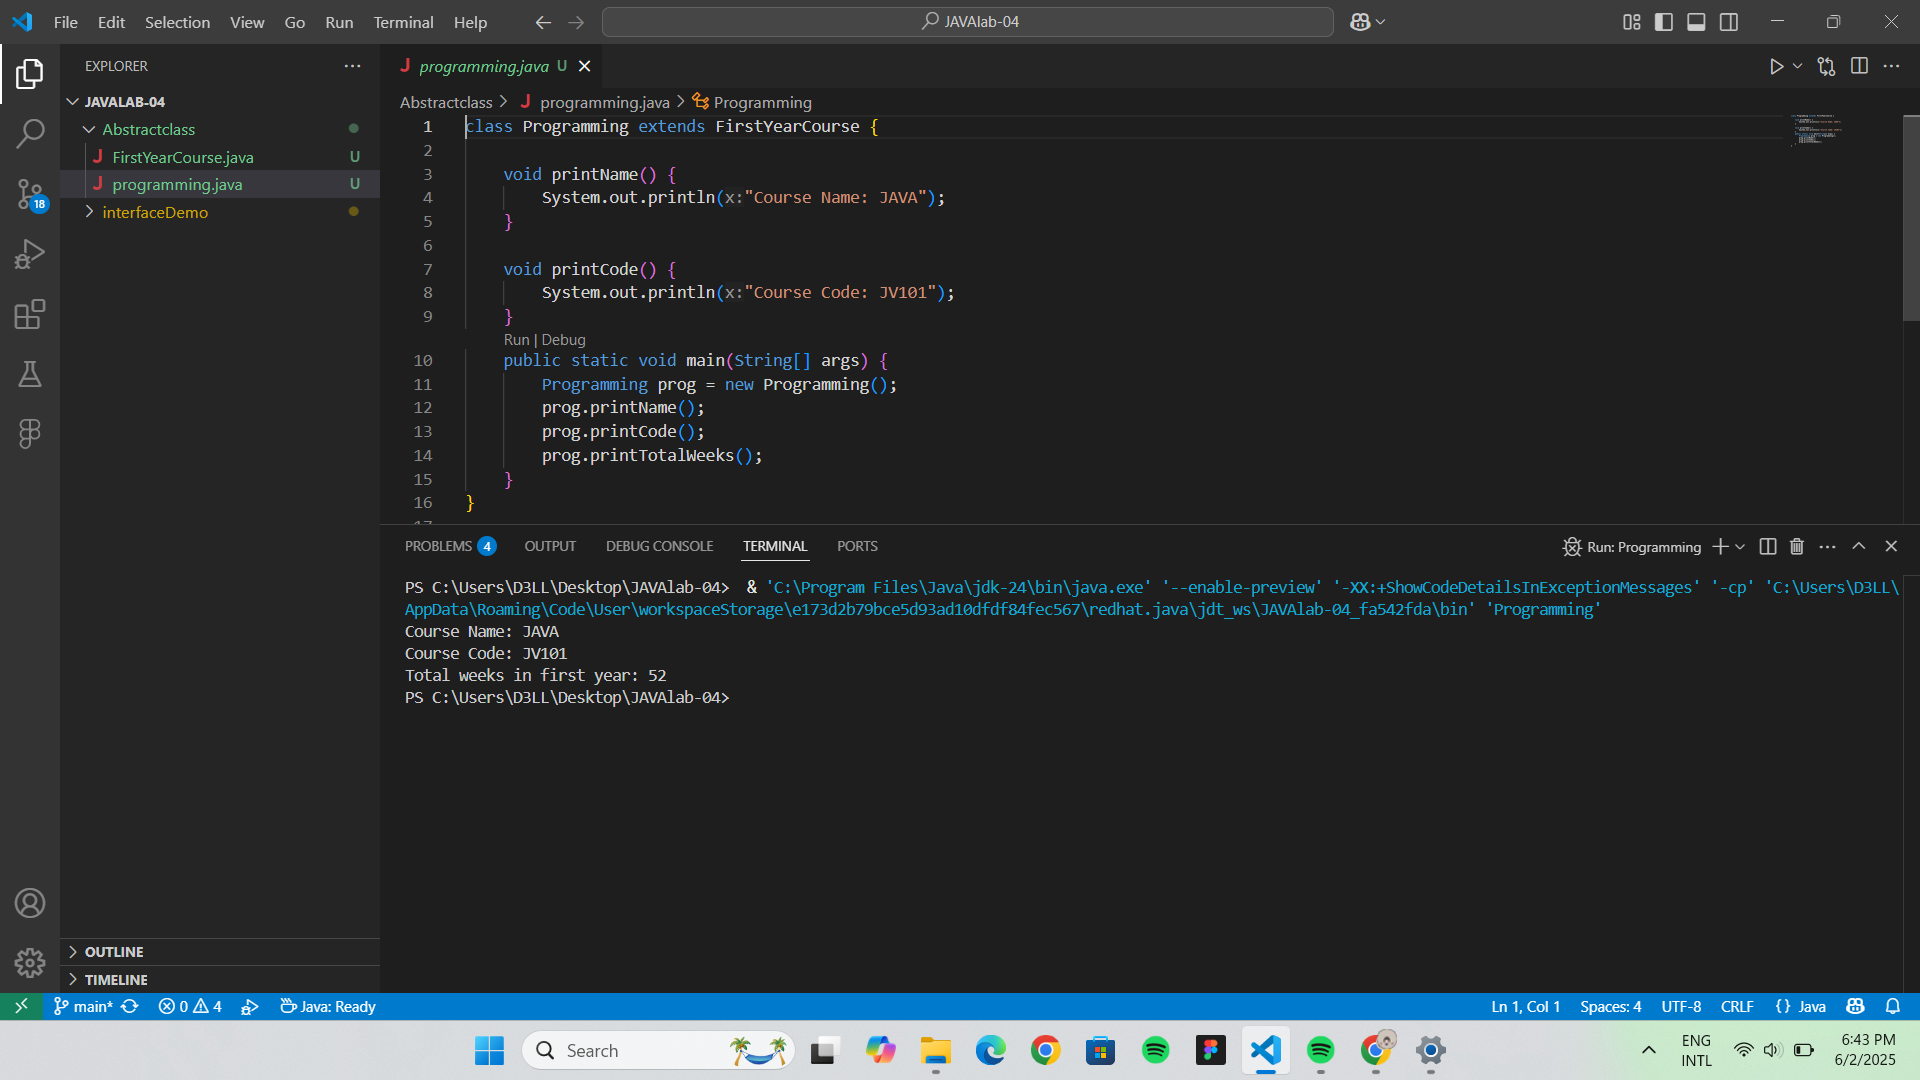 File Edit Selection View Go Run Terminal Help
JAVAlab-04
EXPLORER
JAVALAB-04
Abstractclass
J FirstYearCourse.java U
J programming.java U
interfaceDemo
18
OUTLINE
TIMELINE
J programming.java U
Abstractclass > J programming.java > Programming
1 class Programming extends FirstYearCourse {
2
3 void printName() {
4 System.out.println(x:"Course Name: JAVA");
5 }
6
7 void printCode() {
8 System.out.println(x:"Course Code: JV101");
9 }
Run | Debug
10 public static void main(String[] args) {
11 Programming prog = new Programming();
12 prog.printName();
13 prog.printCode();
14 prog.printTotalWeeks();
15 }
16 }
17
PROBLEMS 4 OUTPUT DEBUG CONSOLE TERMINAL PORTS
Run: Programming
PS C:\Users\D3LL\Desktop\JAVAlab-04> & 'C:\Program Files\Java\jdk-24\bin\java.exe' '--enable-preview' '-XX:+ShowCodeDetailsInExceptionMessages' '-cp' 'C:\Users\D3LL\
AppData\Roaming\Code\User\workspaceStorage\e173d2b79bce5d93ad10dfdf84fec567\redhat.java\jdt_ws\JAVAlab-04_fa542fda\bin' 'Programming'
Course Name: JAVA
Course Code: JV101
Total weeks in first year: 52
PS C:\Users\D3LL\Desktop\JAVAlab-04>
main* 0 4 Java: Ready
Ln 1, Col 1 Spaces: 4 UTF-8 CRLF {} Java
Search
ENG
INTL
6:43 PM
6/2/2025